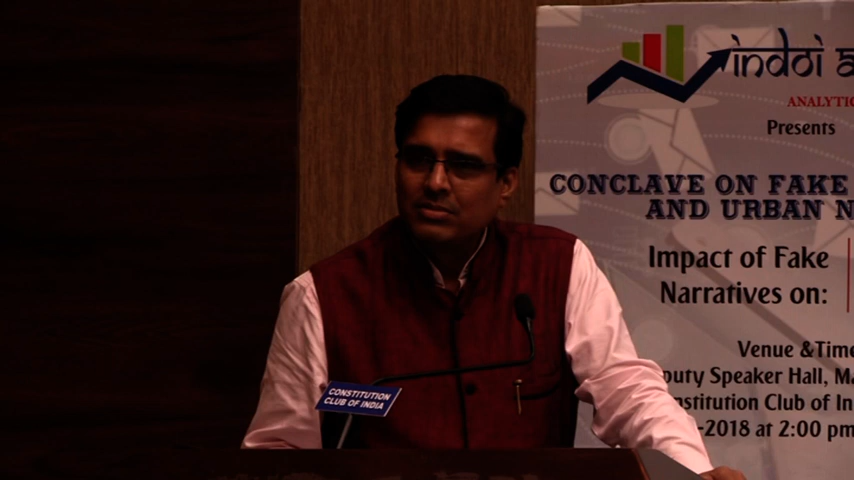 indoi
ANALYTIC
Presents
CONCLAVE ON FAKE
AND URBAN N
Impact of Fake
Narratives on:
Venue &Time
puty Speaker Hall, Ma
nstitution Club of In
-2018 at 2:00 pm
CONSTITUTION
CLUB OF INDIA